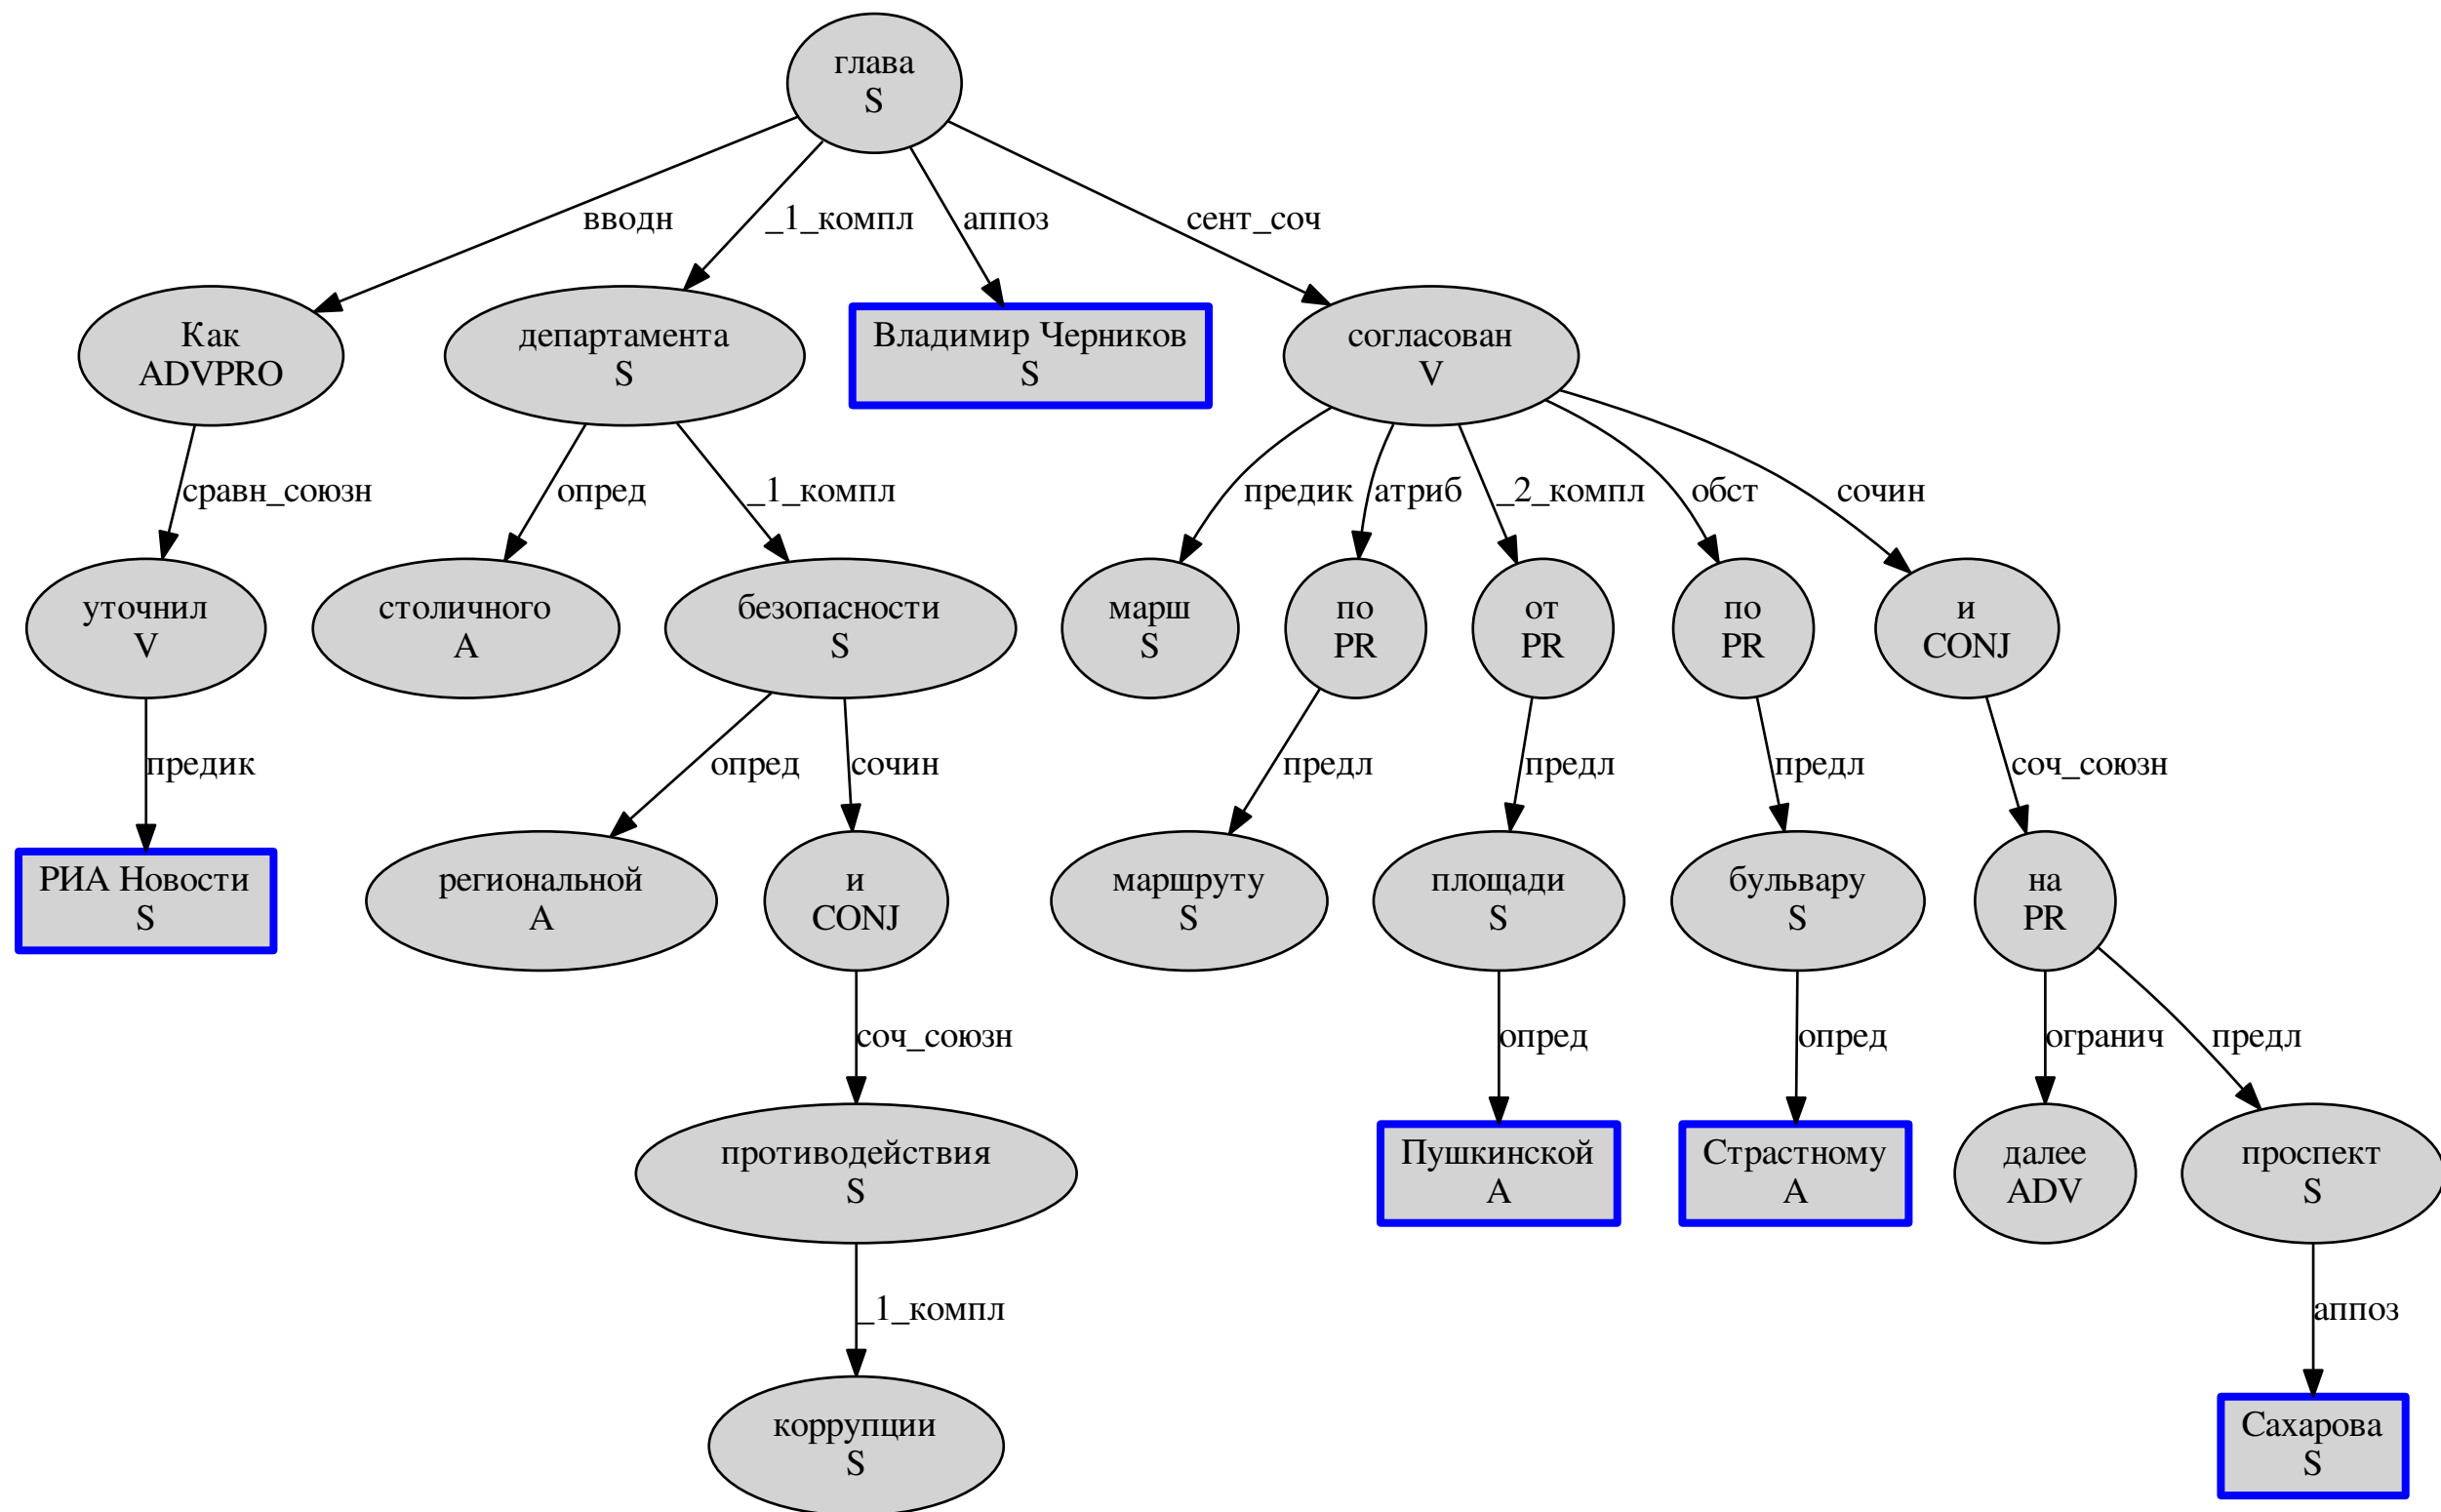 глава
S
вводн
_1_компл
аппоз
сент_соч
Как
ADVPRO
департамента
S
Владимир Черников
S
согласован
V
сравн_союзн
опред
_1_компл
предик
атриб
_2_компл
обст
сочин
уточнил
V
столичного
A
безопасности
S
марш
S
по
PR
от
PR
по
PR
и
CONJ
предик
опред
сочин
предл
предл
предл
соч_союзн
РИА Новости
S
региональной
A
и
CONJ
маршруту
S
площади
S
бульвару
S
на
PR
соч_союзн
опред
опред
огранич
предл
противодействия
S
Пушкинской
A
Страстному
A
далее
ADV
проспект
S
_1_компл
аппоз
коррупции
S
Сахарова
S